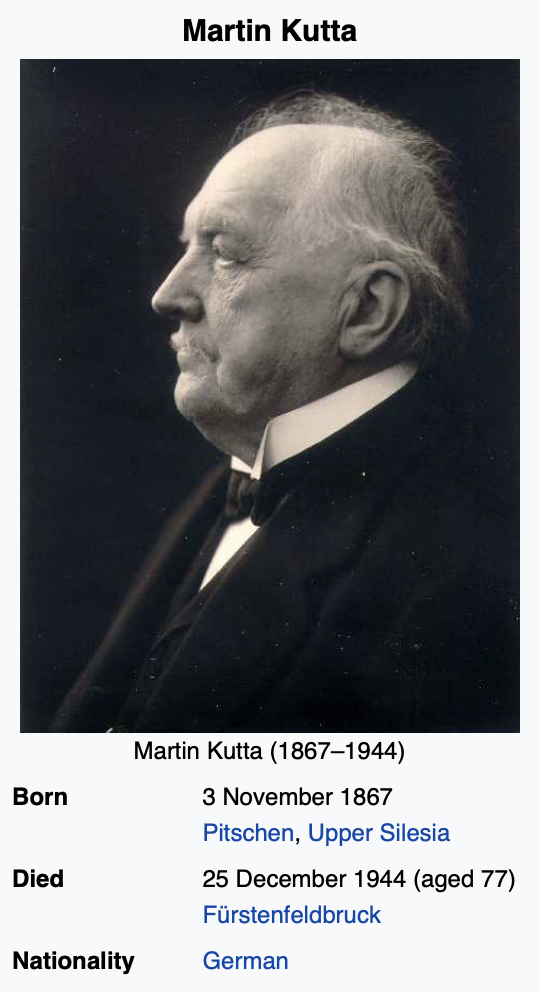 Martin Kutta
Martin Kutta (1867–1944)
Born 3 November 1867
Pitschen, Upper Silesia
Died 25 December 1944 (aged 77)
Fürstenfeldbruck
Nationality German